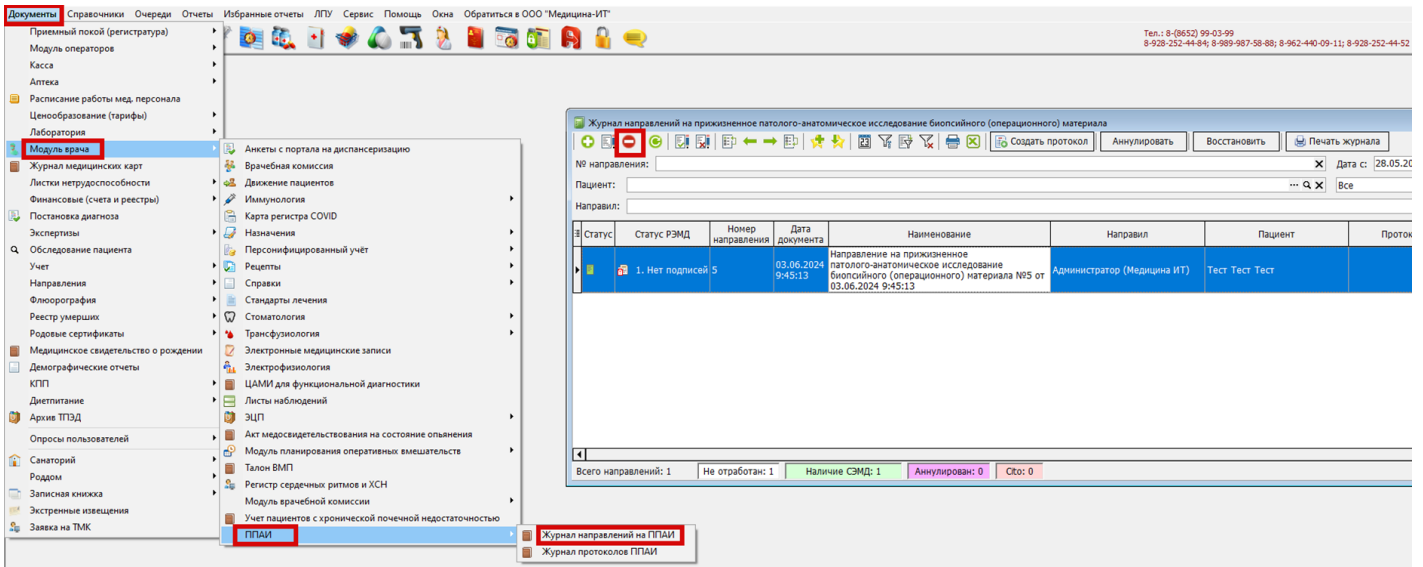 Документы Справочники Очереди Отчеты Избранные отчеты ЛПУ Сервис Помощь Окна Обратиться в ООО "Медицина-ИТ"
Тел.: 8-(8652) 99-03-99
8-928-252-44-84; 8-989-987-58-88; 8-962-440-09-11; 8-928-252-44-52
Приемный покой (регистратура)
Модуль операторов
Касса
Аптека
Расписание работы мед. персонала
Ценообразование (тарифы)
Лаборатория
Модуль врача
Журнал медицинских карт
Листки нетрудоспособности
Финансовые (счета и реестры)
Постановка диагноза
Экспертизы
Обследование пациента
Учет
Направления
Флюорография
Реестр умерших
Родовые сертификаты
Медицинское свидетельство о рождении
Демографические отчеты
КПП
Диетпитание
Архив ТПЭД
Опросы пользователей
Санаторий
Роддом
Записная книжка
Экстренные извещения
Заявка на ТМК
Анкеты с портала на диспансеризацию
Врачебная комиссия
Движение пациентов
Иммунология
Карта регистра COVID
Назначения
Персонифицированный учёт
Рецепты
Справки
Стандарты лечения
Стоматология
Трансфузиология
Электронные медицинские записи
Электрофизиология
ЦАМИ для функциональной диагностики
Листы наблюдений
ЭЦП
Акт медосвидетельствования на состояние опьянения
Модуль планирования оперативных вмешательств
Талон ВМП
Регистр сердечных ритмов и ХСН
Модуль врачебной комиссии
Учет пациентов с хронической почечной недостаточностью
ППАИ
Журнал направлений на ППАИ
Журнал протоколов ППАИ
Журнал направлений на прижизненное патолого-анатомическое исследование биопсийного (операционного) материала
Создать протокол Аннулировать Восстановить Печать журнала
№ направления: Дата с: 28.05.20
Пациент: Все
Направил:
Статус Статус РЭМД Номер направления Дата документа Наименование Направил Пациент Проток
1. Нет подписей 5 03.06.2024 9:45:13
Направление на прижизненное
патолого-анатомическое исследование
биопсийного (операционного) материала №5 от
03.06.2024 9:45:13
Администратор (Медицина ИТ) Тест Тест Тест
Всего направлений: 1 Не отработан: 1 Наличие СЭМД: 1 Аннулирован: 0 Cito: 0